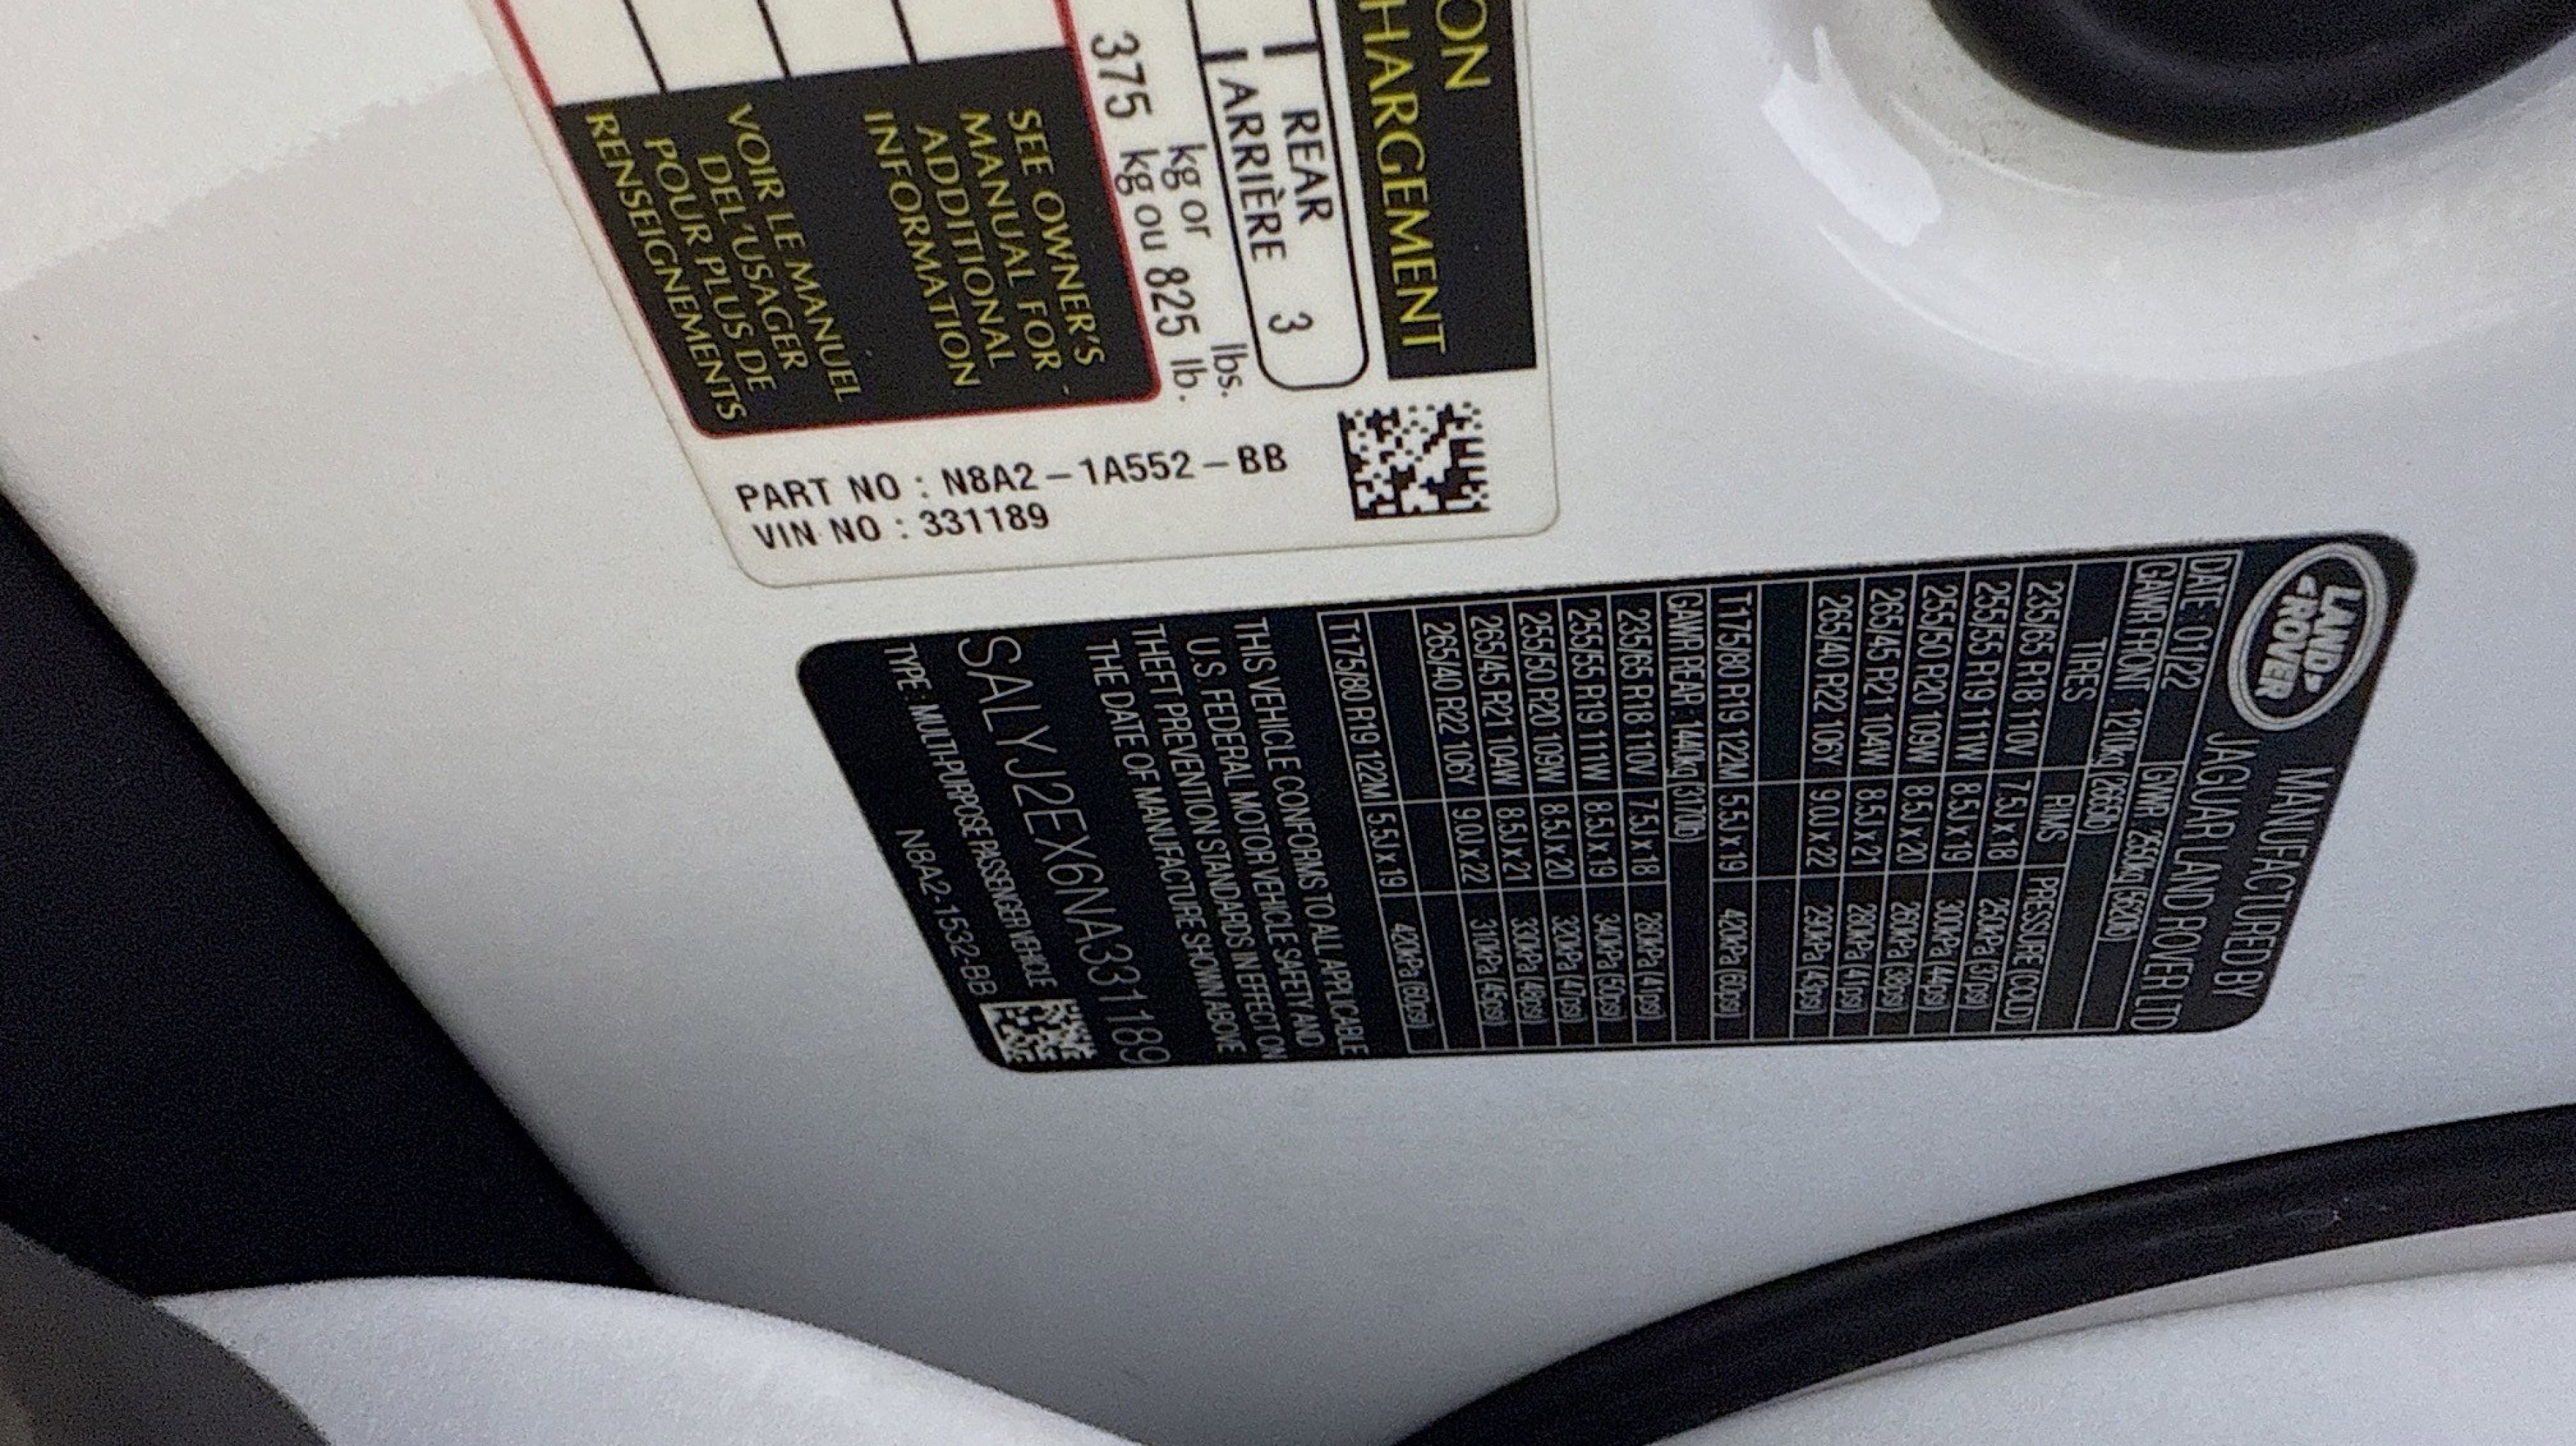 ON
HARGEMENT
REAR 3
ARRIÈRE
kg or lbs.
375 kg ou 825 lb.
SEE OWNER'S
MANUAL FOR
ADDITIONAL
INFORMATION
VOIR LE MANUEL
DEL'USAGER
POUR PLUS DE
RENSEIGNEMENTS
PART NO : N8A2-1A552-BB
VIN NO : 331189
LAND ROVER
MANUFACTURED BY
JAGUAR LAND ROVER LTD
DATE: 01/22 GVWR 2550kg (5620lb)
GAWR FRONT 1210kg (2665lb)
TIRES RIMS PRESSURE (COLD)
235/65 R18 110V 7.5J x 18 250kPa (37psi)
255/55 R19 111W 8.5J x 19 300kPa (44psi)
255/50 R20 109W 8.5J x 20 260kPa (38psi)
265/45 R21 104W 8.5J x 21 280kPa (41psi)
265/40 R22 106Y 9.0J x 22 290kPa (43psi)
T175/80 R19 122M 5.5J x 19 420kPa (60psi)
GAWR REAR : 1440kg (3170lb)
235/65 R18 110V 7.5J x 18 280kPa (41psi)
255/55 R19 111W 8.5J x 19 340kPa (50psi)
255/50 R20 109W 8.5J x 20 320kPa (47psi)
265/45 R21 104W 8.5J x 21 330kPa (48psi)
265/40 R22 106Y 9.0J x 22 310kPa (45psi)
T175/80 R19 122M 5.5J x 19 420kPa (60psi)
THIS VEHICLE CONFORMS TO ALL APPLICABLE
U.S. FEDERAL MOTOR VEHICLE SAFETY AND
THEFT PREVENTION STANDARDS IN EFFECT ON
THE DATE OF MANUFACTURE SHOWN ABOVE
SALYJ2EX6NA331189
TYPE : MULTI-PURPOSE PASSENGER VEHICLE
N8A2-1532-BB